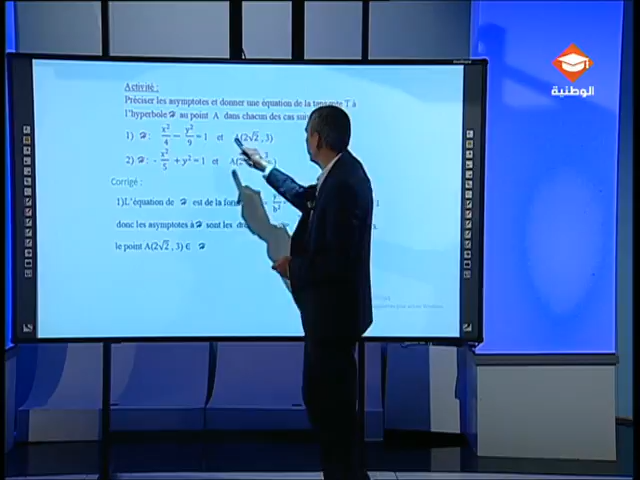 Activité :
Préciser les asymptotes et donner une équation de la tangente T à
l'hyperbole ℋ au point A dans chacun des cas
1) ℋ: x²/4 − y²/9 = 1 et A(2√2 , 3)
2) ℋ: - x²/5 + y² = 1 et
Corrigé :
1)L'équation de ℋ est de la
donc les asymptotes à ℋ sont les
le point A(2√2 , 3) ∈ ℋ
الوطنية